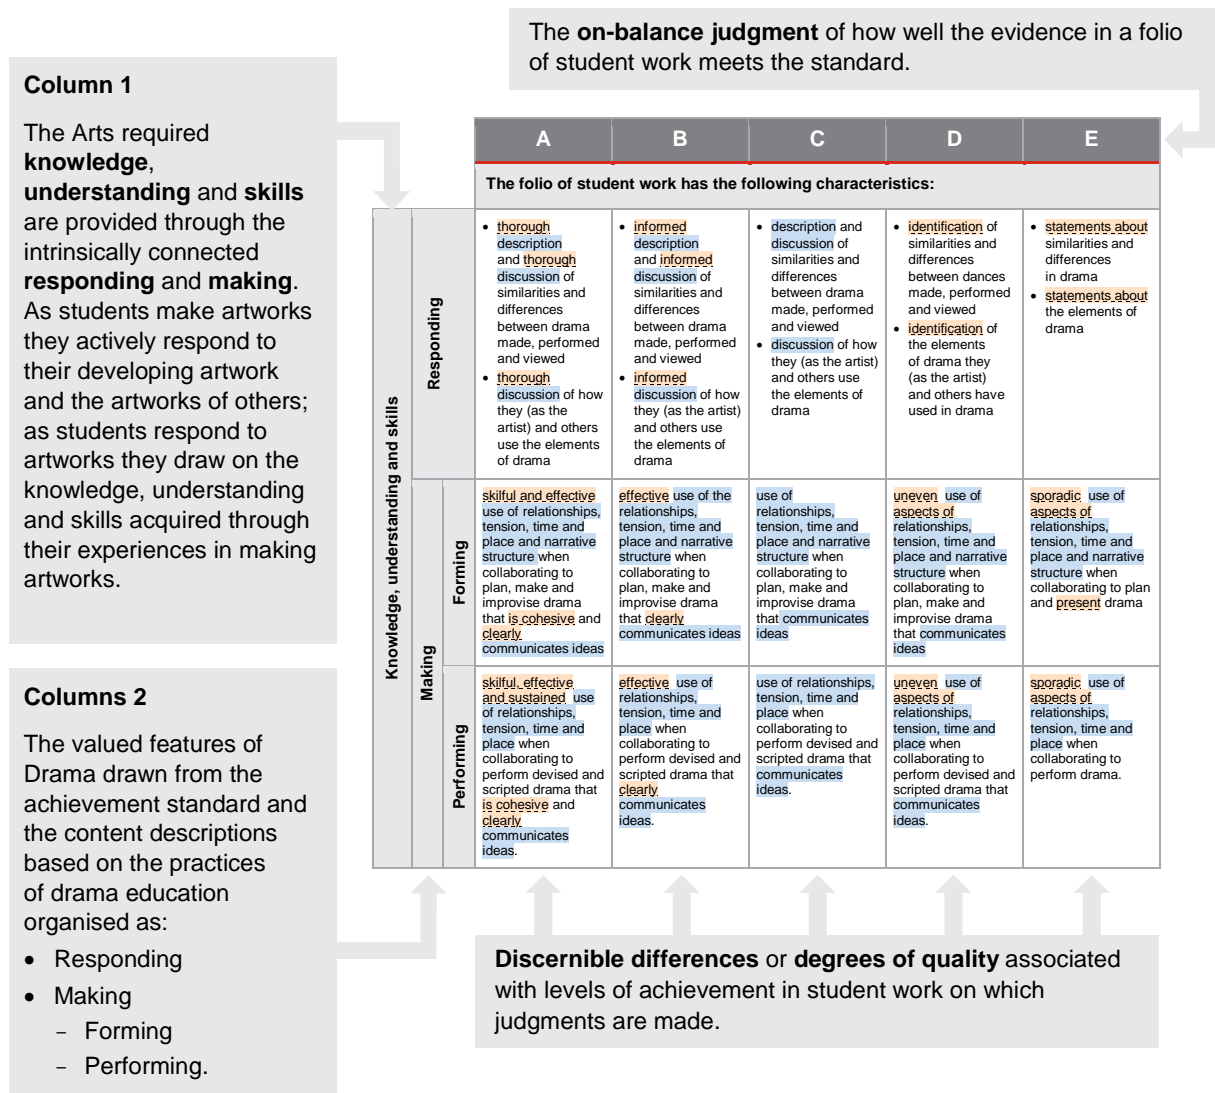 The on-balance judgment of how well the evidence in a folio
of student work meets the standard.
Column 1
The Arts required
knowledge,
understanding and skills
are provided through the
intrinsically connected
responding and making.
As students make artworks
they actively respond to
their developing artwork
and the artworks of others;
as students respond to
artworks they draw on the
knowledge, understanding
and skills acquired through
their experiences in making
artworks.
Columns 2
The valued features of
Drama drawn from the
achievement standard and
the content descriptions
based on the practices
of drama education
organised as:
• Responding
• Making
– Forming
– Performing.
A B C D E
The folio of student work has the following characteristics:
Knowledge, understanding and skills
Responding
• thorough
description
and thorough
discussion of
similarities and
differences
between drama
made, performed
and viewed
• thorough
discussion of how
they (as the
artist) and others
use the elements
of drama
• informed
description
and informed
discussion of
similarities and
differences
between drama
made, performed
and viewed
• informed
discussion of how
they (as the artist)
and others use
the elements of
drama
• description and
discussion of
similarities and
differences
between drama
made, performed
and viewed
• discussion of how
they (as the artist)
and others use
the elements of
drama
• identification of
similarities and
differences
between dances
made, performed
and viewed
• identification of
the elements
of drama they
(as the artist)
and others have
used in drama
• statements about
similarities and
differences
in drama
• statements about
the elements of
drama
Making
Forming
skilful and effective
use of relationships,
tension, time and
place and narrative
structure when
collaborating to
plan, make and
improvise drama
that is cohesive and
clearly
communicates ideas
effective use of the
relationships,
tension, time and
place and narrative
structure when
collaborating to
plan, make and
improvise drama
that clearly
communicates ideas
use of
relationships,
tension, time and
place and narrative
structure when
collaborating to
plan, make and
improvise drama
that communicates
ideas
uneven use of
aspects of
relationships,
tension, time and
place and narrative
structure when
collaborating to
plan, make and
improvise drama
that communicates
ideas
sporadic use of
aspects of
relationships,
tension, time and
place and narrative
structure when
collaborating to plan
and present drama
Performing
skilful, effective
and sustained use
of relationships,
tension, time and
place when
collaborating to
perform devised and
scripted drama that
is cohesive and
clearly
communicates
ideas.
effective use of
relationships,
tension, time and
place when
collaborating to
perform devised and
scripted drama that
clearly
communicates
ideas.
use of relationships,
tension, time and
place when
collaborating to
perform devised and
scripted drama that
communicates
ideas.
uneven use of
aspects of
relationships,
tension, time and
place when
collaborating to
perform devised and
scripted drama that
communicates
ideas.
sporadic use of
aspects of
relationships,
tension, time and
place when
collaborating to
perform drama.
Discernible differences or degrees of quality associated
with levels of achievement in student work on which
judgments are made.